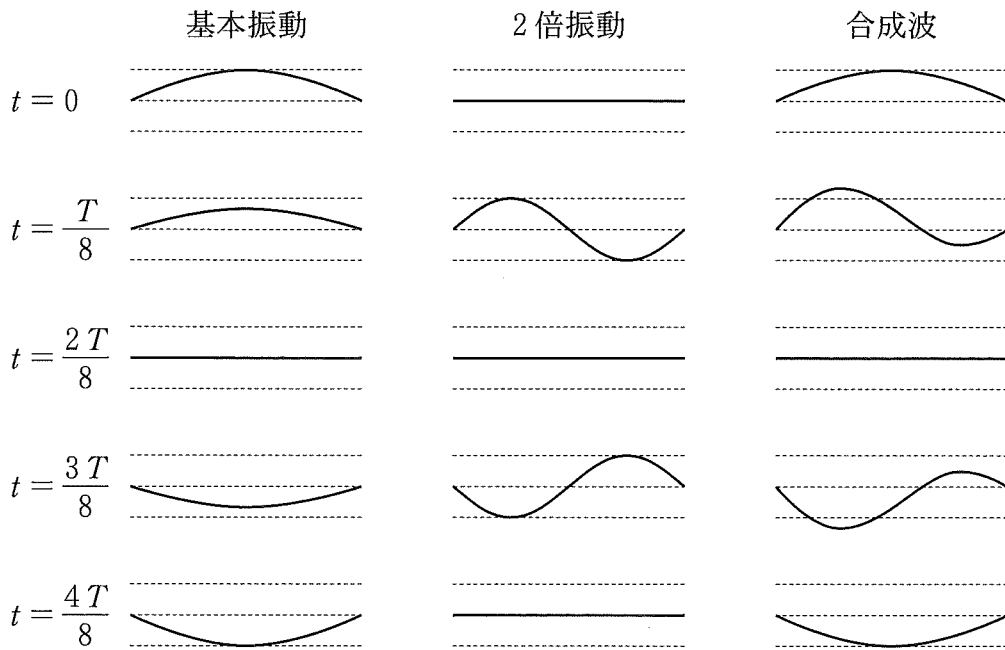 基本振動 2倍振動 合成波
t = 0
t = T/8
t = 2T/8
t = 3T/8
t = 4T/8